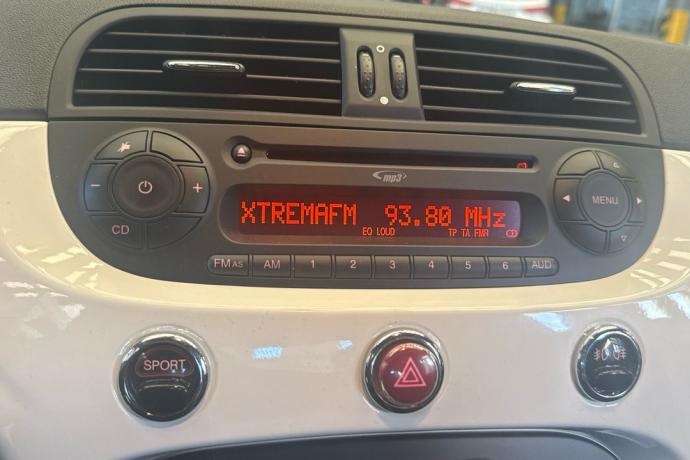 mp3
XTREMAFM 93.80 MHz
EQ LOUD TP TA FMR CD
MENU
CD
FM AS AM 1 2 3 4 5 6 AUD
SPORT